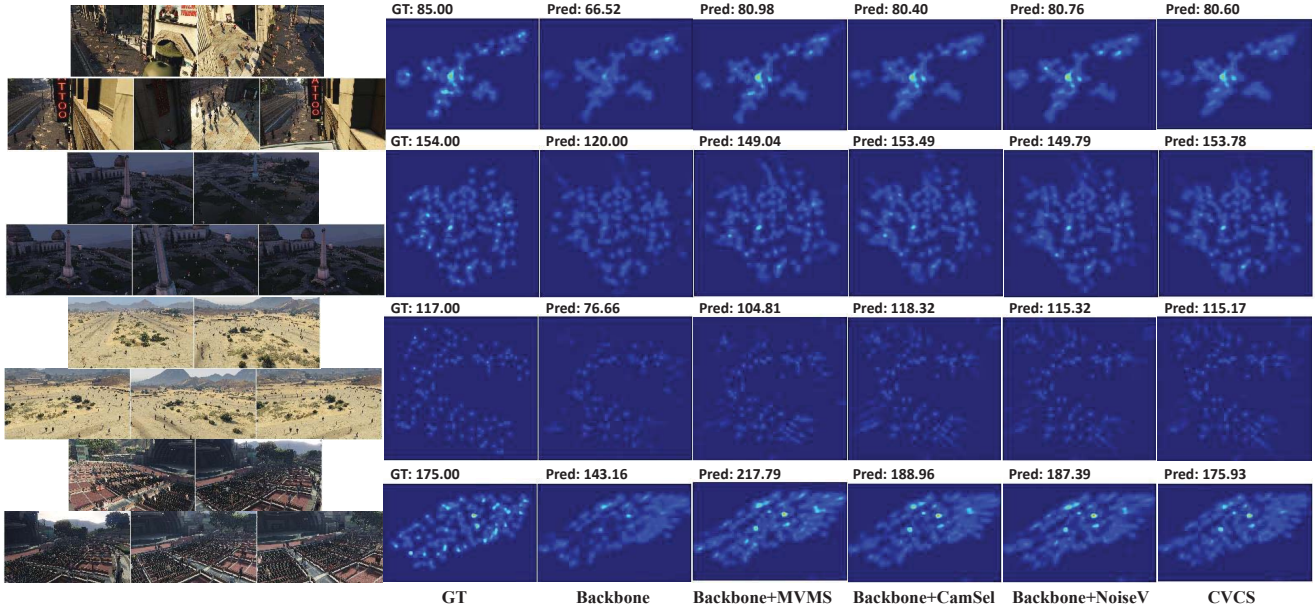 GT: 85.00 Pred: 66.52 Pred: 80.98 Pred: 80.40 Pred: 80.76 Pred: 80.60
TATTOO
TATTOO
GT: 154.00 Pred: 120.00 Pred: 149.04 Pred: 153.49 Pred: 149.79 Pred: 153.78
GT: 117.00 Pred: 76.66 Pred: 104.81 Pred: 118.32 Pred: 115.32 Pred: 115.17
GT: 175.00 Pred: 143.16 Pred: 217.79 Pred: 188.96 Pred: 187.39 Pred: 175.93
GT Backbone Backbone+MVMS Backbone+CamSel Backbone+NoiseV CVCS